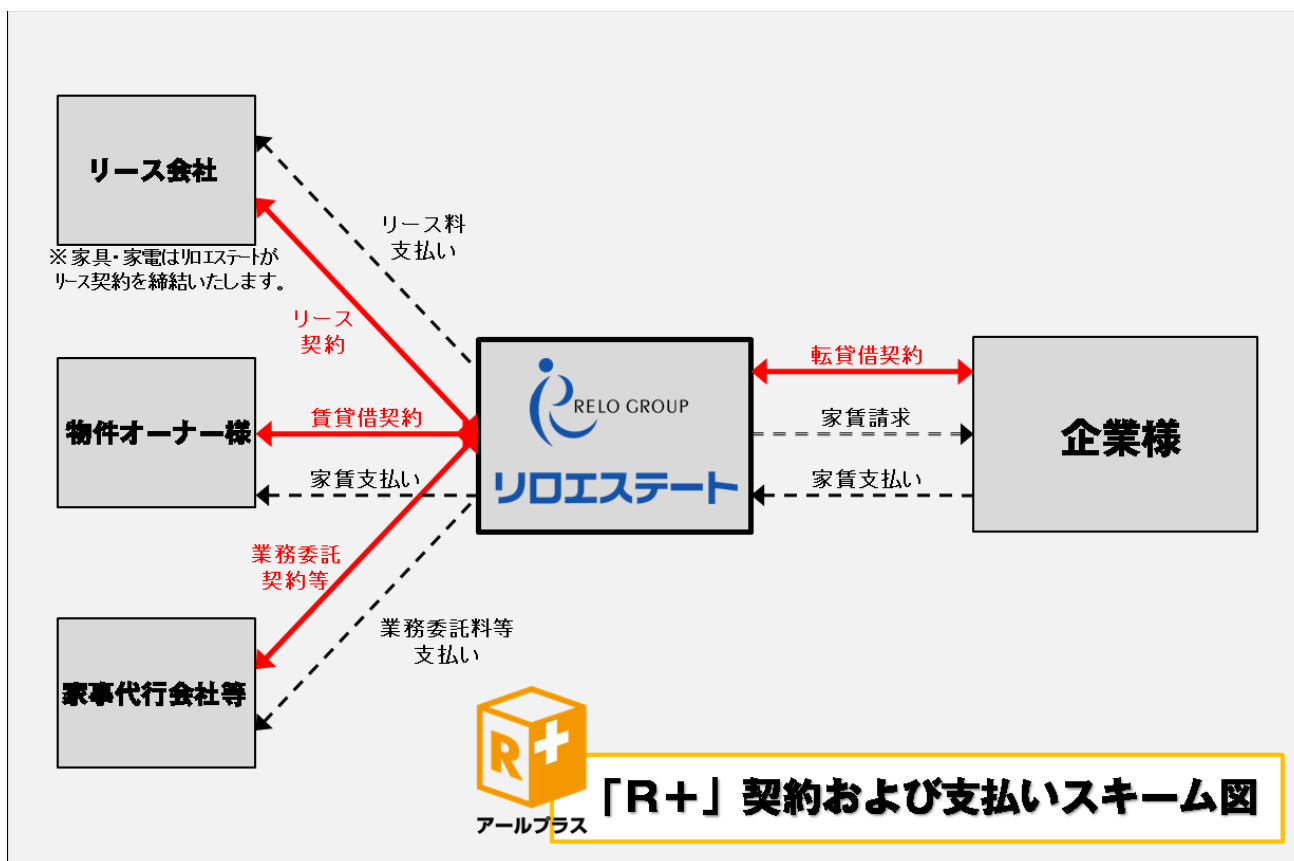 リース会社
※家具・家電はリロエステートが
リース契約を締結いたします。
リース料
支払い
リース
契約
物件オーナー様
賃貸借契約
家賃支払い
RELO GROUP
リロエステート
転貸借契約
家賃請求
家賃支払い
企業様
業務委託
契約等
業務委託料等
支払い
家事代行会社等
R+
アールプラス
「R＋」契約および支払いスキーム図